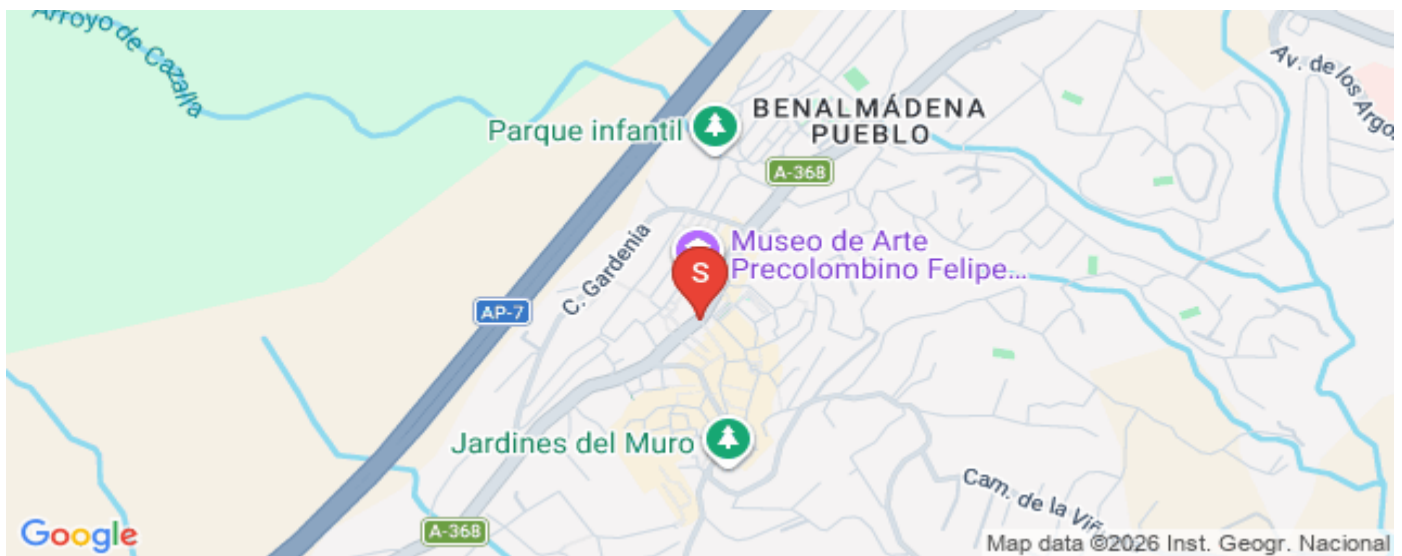 Arroyo de Cazalla
Av. de los Argo
BENALMÁDENA
PUEBLO
Parque infantil
A-368
C. Gardenia
Museo de Arte
Precolombino Felipe...
S
AP-7
Jardines del Muro
Cam. de la Viñ
A-368
Google
Map data ©2026 Inst. Geogr. Nacional